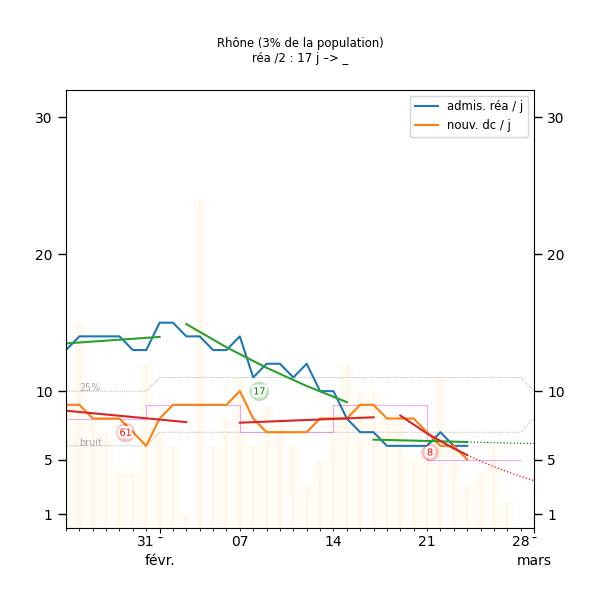 Rhône (3% de la population)
réa /2 : 17 j –> _
admis. réa / j
nouv. dc / j
30
30
20
20
10
10
5
5
1
1
25%
bruit
61
17
8
31
07
14
21
28
févr.
mars